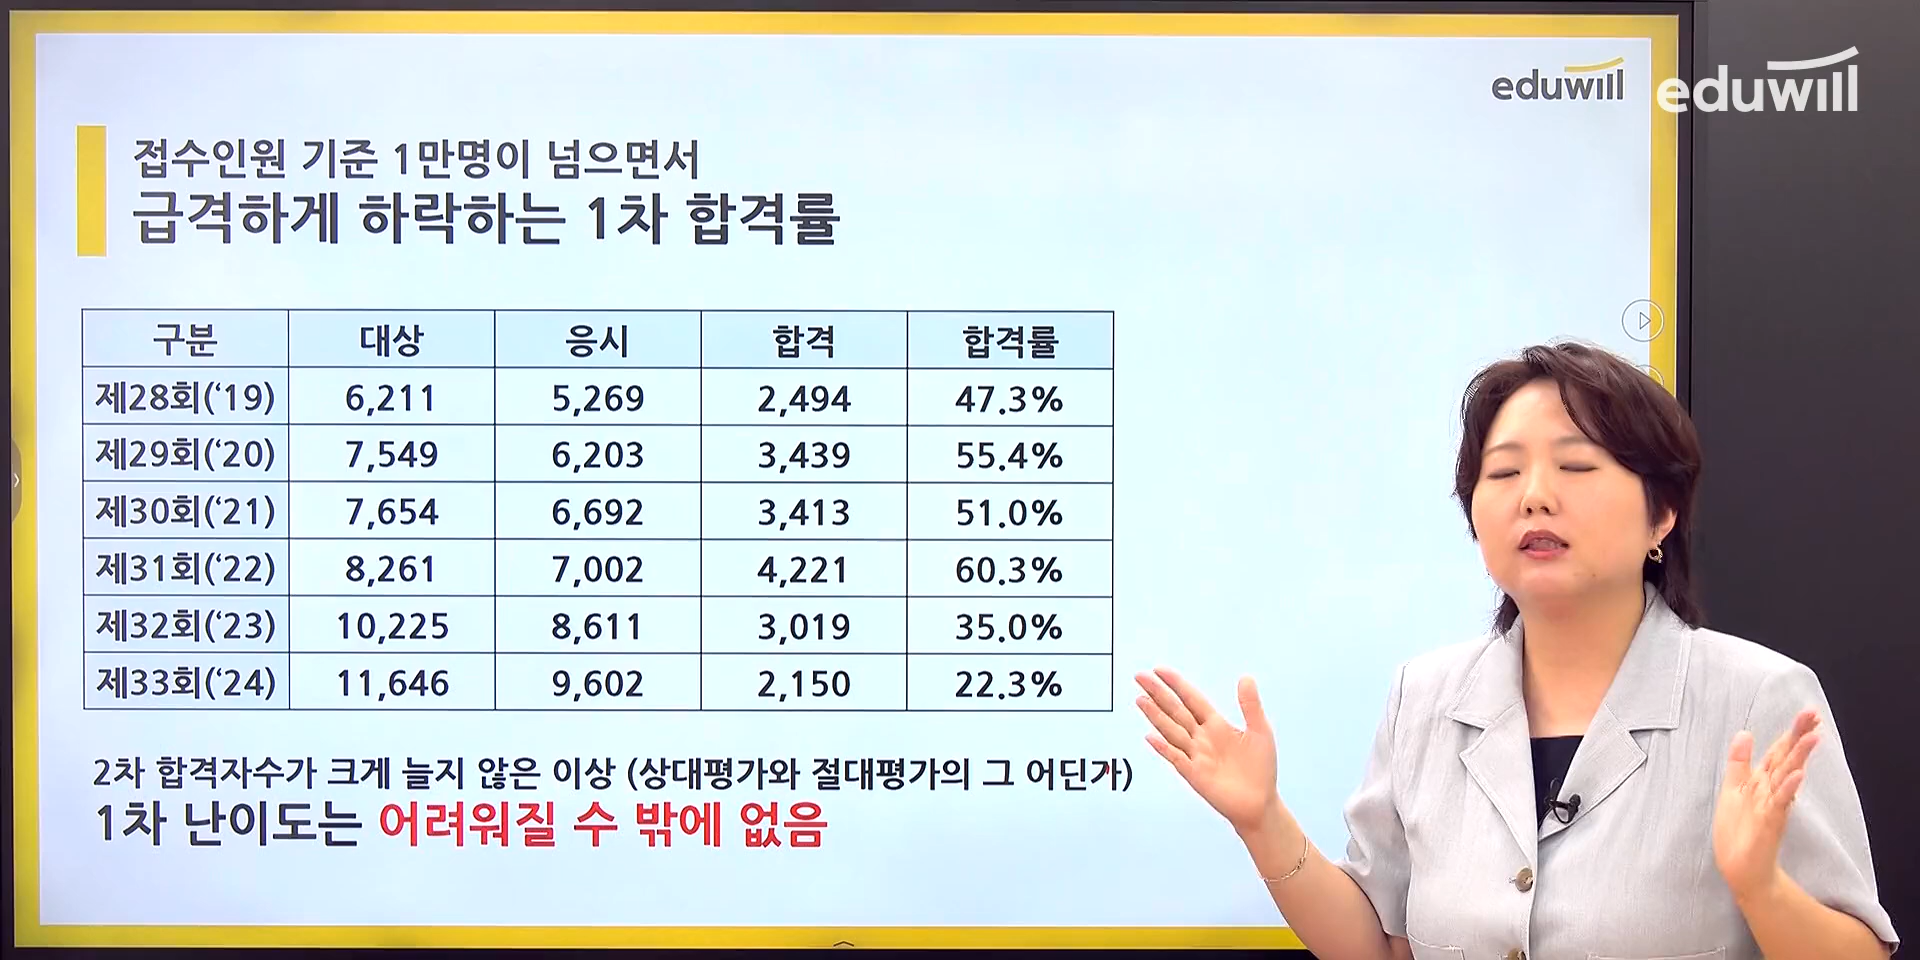 eduwill eduwill
접수인원 기준 1만명이 넘으면서
급격하게 하락하는 1차 합격률
구분 대상 응시 합격 합격률
제28회(‘19) 6,211 5,269 2,494 47.3%
제29회(‘20) 7,549 6,203 3,439 55.4%
제30회(‘21) 7,654 6,692 3,413 51.0%
제31회(‘22) 8,261 7,002 4,221 60.3%
제32회(‘23) 10,225 8,611 3,019 35.0%
제33회(‘24) 11,646 9,602 2,150 22.3%
2차 합격자수가 크게 늘지 않은 이상 (상대평가와 절대평가의 그 어딘가)
1차 난이도는 어려워질 수 밖에 없음